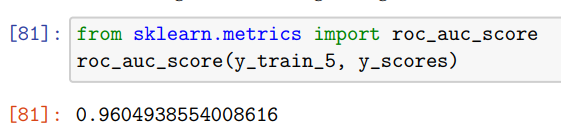 [81]: from sklearn.metrics import roc_auc_score
roc_auc_score(y_train_5, y_scores)
[81]: 0.9604938554008616